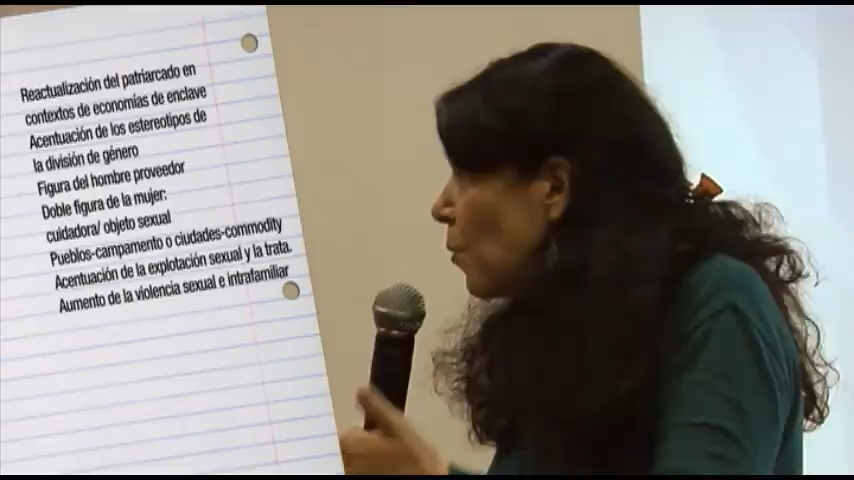 Reactualización del patriarcado en
contextos de economías de enclave
Acentuación de los estereotipos de
la división de género
Figura del hombre proveedor
Doble figura de la mujer:
cuidadora/ objeto sexual
Pueblos-campamento o ciudades-commodity
Acentuación de la explotación sexual y la trata.
Aumento de la violencia sexual e intrafamiliar